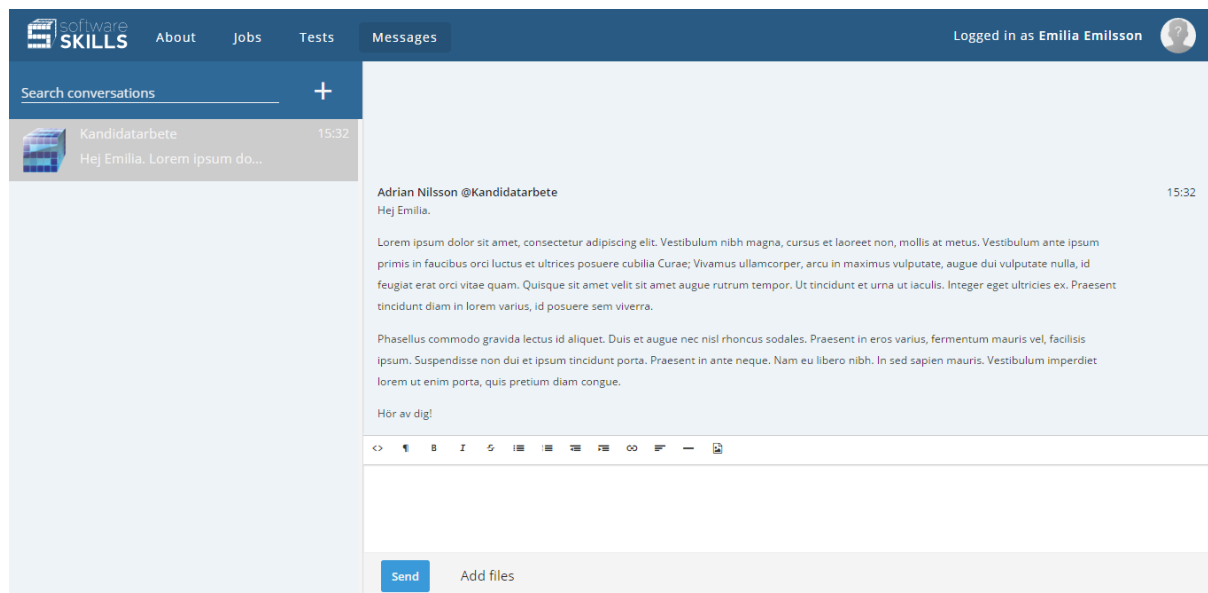 software
SKILLS
About
Jobs
Tests
Messages
Logged in as Emilia Emilsson
Search conversations
Kandidatarbete 15:32
Hej Emilia. Lorem ipsum do...
Adrian Nilsson @Kandidatarbete 15:32
Hej Emilia.
Lorem ipsum dolor sit amet, consectetur adipiscing elit. Vestibulum nibh magna, cursus et laoreet non, mollis at metus. Vestibulum ante ipsum
primis in faucibus orci luctus et ultrices posuere cubilia Curae; Vivamus ullamcorper, arcu in maximus vulputate, augue dui vulputate nulla, id
feugiat erat orci vitae quam. Quisque sit amet velit sit amet augue rutrum tempor. Ut tincidunt et urna ut iaculis. Integer eget ultricies ex. Praesent
tincidunt diam in lorem varius, id posuere sem viverra.
Phasellus commodo gravida lectus id aliquet. Duis et augue nec nisl rhoncus sodales. Praesent in eros varius, fermentum mauris vel, facilisis
ipsum. Suspendisse non dui et ipsum tincidunt porta. Praesent in ante neque. Nam eu libero nibh. In sed sapien mauris. Vestibulum imperdiet
lorem ut enim porta, quis pretium diam congue.
Hör av dig!
Send
Add files